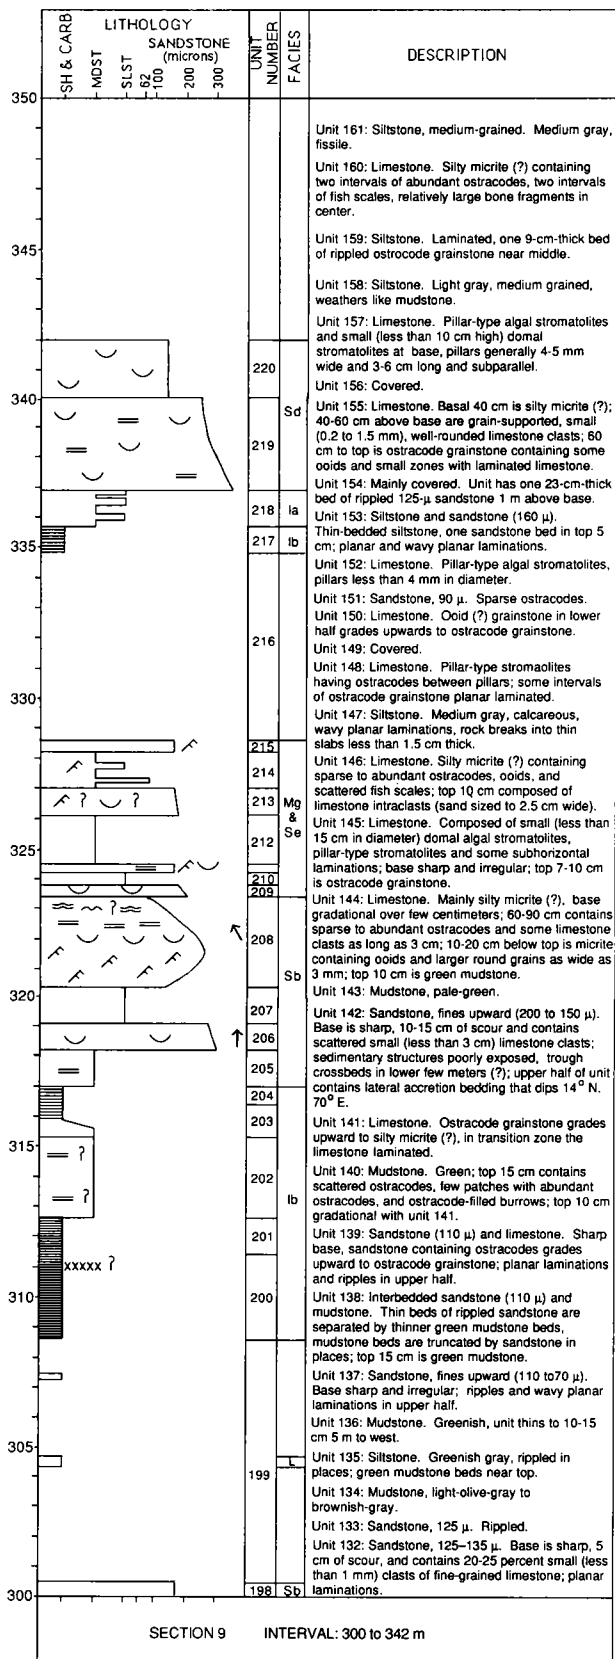 LITHOLOGY
SH & CARB
MDST
SLST
SANDSTONE
(microns)
62
100
200
300
UNIT
NUMBER
FACIES
DESCRIPTION
350
345
340
335
330
325
320
315
310
305
300
220
219
218
217
216
215
214
213
212
210
209
208
207
206
205
204
203
202
201
200
199
198
Sd
Ia
Ib
Mg
&
Se
Sb
Ib
L
Sb
?
?
?
?
?
xxxxx ?
Unit 161: Siltstone, medium-grained. Medium gray,
fissile.
Unit 160: Limestone. Silty micrite (?) containing
two intervals of abundant ostracodes, two intervals
of fish scales, relatively large bone fragments in
center.
Unit 159: Siltstone. Laminated, one 9-cm-thick bed
of rippled ostrocode grainstone near middle.
Unit 158: Siltstone. Light gray, medium grained,
weathers like mudstone.
Unit 157: Limestone. Pillar-type algal stromatolites
and small (less than 10 cm high) domal
stromatolites at base, pillars generally 4-5 mm
wide and 3-6 cm long and subparallel.
Unit 156: Covered.
Unit 155: Limestone. Basal 40 cm is silty micrite (?);
40-60 cm above base are grain-supported, small
(0.2 to 1.5 mm), well-rounded limestone clasts; 60
cm to top is ostracode grainstone containing some
ooids and small zones with laminated limestone.
Unit 154: Mainly covered. Unit has one 23-cm-thick
bed of rippled 125-μ sandstone 1 m above base.
Unit 153: Siltstone and sandstone (160 μ).
Thin-bedded siltstone, one sandstone bed in top 5
cm; planar and wavy planar laminations.
Unit 152: Limestone. Pillar-type algal stromatolites,
pillars less than 4 mm in diameter.
Unit 151: Sandstone, 90 μ. Sparse ostracodes.
Unit 150: Limestone. Ooid (?) grainstone in lower
half grades upwards to ostracode grainstone.
Unit 149: Covered.
Unit 148: Limestone. Pillar-type stromaolites
having ostracodes between pillars; some intervals
of ostracode grainstone planar laminated.
Unit 147: Siltstone. Medium gray, calcareous,
wavy planar laminations, rock breaks into thin
slabs less than 1.5 cm thick.
Unit 146: Limestone. Silty micrite (?) containing
sparse to abundant ostracodes, ooids, and
scattered fish scales; top 10 cm composed of
limestone intraclasts (sand sized to 2.5 cm wide).
Unit 145: Limestone. Composed of small (less than
15 cm in diameter) domal algal stromatolites,
pillar-type stromatolites and some subhorizontal
laminations; base sharp and irregular; top 7-10 cm
is ostracode grainstone.
Unit 144: Limestone. Mainly silty micrite (?), base
gradational over few centimeters; 60-90 cm contains
sparse to abundant ostracodes and some limestone
clasts as long as 3 cm; 10-20 cm below top is micrite
containing ooids and larger round grains as wide as
3 mm; top 10 cm is green mudstone.
Unit 143: Mudstone, pale-green.
Unit 142: Sandstone, fines upward (200 to 150 μ).
Base is sharp, 10-15 cm of scour and contains
scattered small (less than 3 cm) limestone clasts;
sedimentary structures poorly exposed, trough
crossbeds in lower few meters (?); upper half of unit
contains lateral accretion bedding that dips 14° N.
70° E.
Unit 141: Limestone. Ostracode grainstone grades
upward to silty micrite (?), in transition zone the
limestone laminated.
Unit 140: Mudstone. Green; top 15 cm contains
scattered ostracodes, few patches with abundant
ostracodes, and ostracode-filled burrows; top 10 cm
gradational with unit 141.
Unit 139: Sandstone (110 μ) and limestone. Sharp
base, sandstone containing ostracodes grades
upward to ostracode grainstone; planar laminations
and ripples in upper half.
Unit 138: Interbedded sandstone (110 μ) and
mudstone. Thin beds of rippled sandstone are
separated by thinner green mudstone beds,
mudstone beds are truncated by sandstone in
places; top 15 cm is green mudstone.
Unit 137: Sandstone, fines upward (110 to70 μ).
Base sharp and irregular; ripples and wavy planar
laminations in upper half.
Unit 136: Mudstone. Greenish, unit thins to 10-15
cm 5 m to west.
Unit 135: Siltstone. Greenish gray, rippled in
places; green mudstone beds near top.
Unit 134: Mudstone, light-olive-gray to
brownish-gray.
Unit 133: Sandstone, 125 μ. Rippled.
Unit 132: Sandstone, 125–135 μ. Base is sharp, 5
cm of scour, and contains 20-25 percent small (less
than 1 mm) clasts of fine-grained limestone; planar
laminations.
SECTION 9 INTERVAL: 300 to 342 m